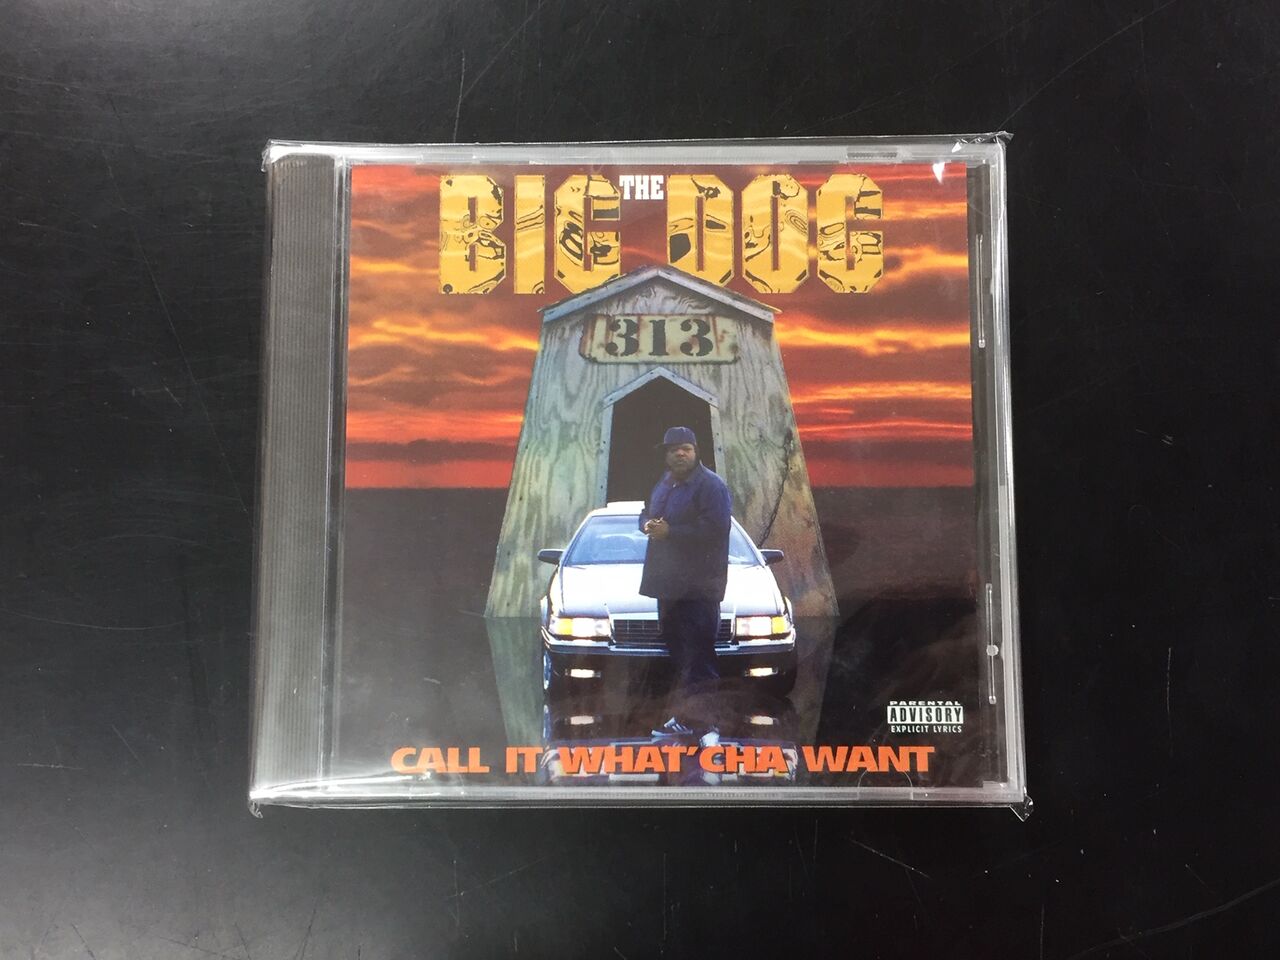 THE
BIG DOG
313
PARENTAL
ADVISORY
EXPLICIT LYRICS
CALL IT WHAT'CHA WANT